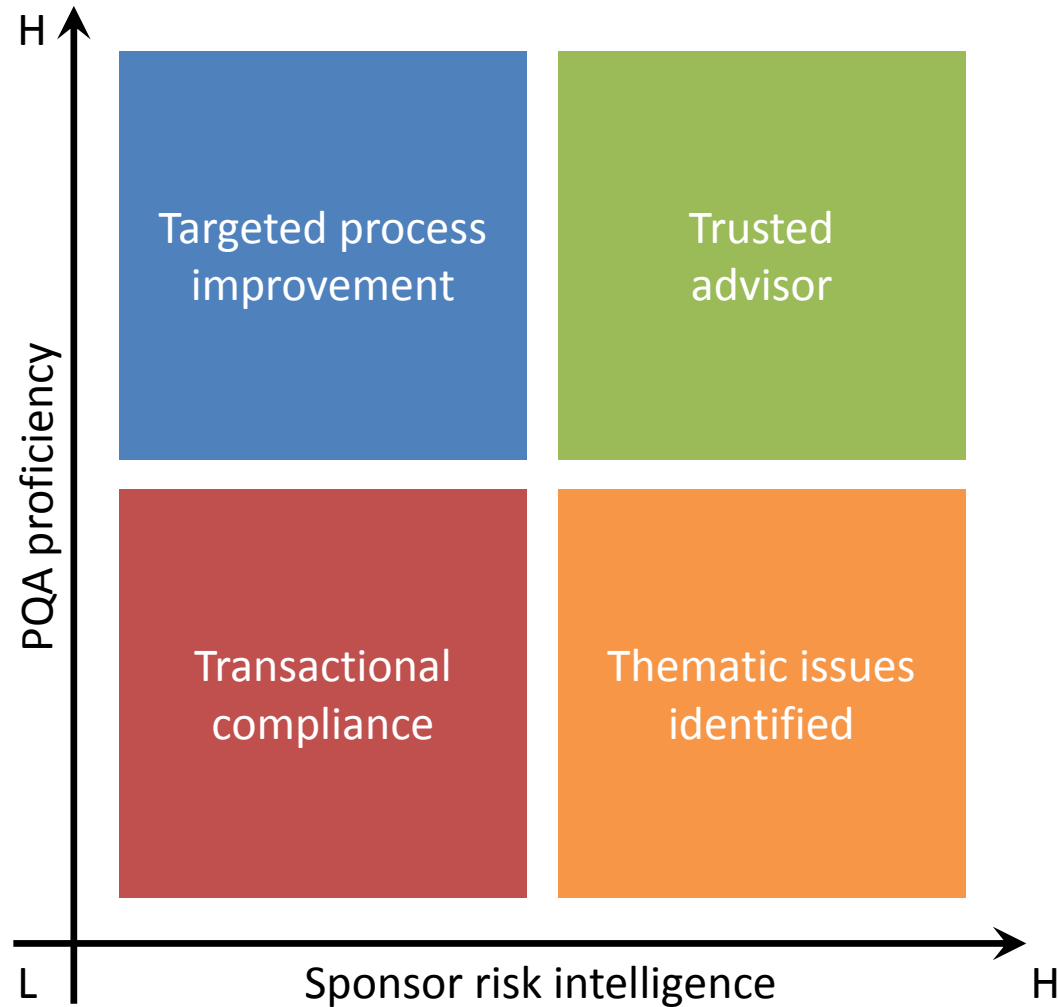 H
Targeted process
improvement
Trusted
advisor
PQA proficiency
Transactional
compliance
Thematic issues
identified
L
Sponsor risk intelligence
H